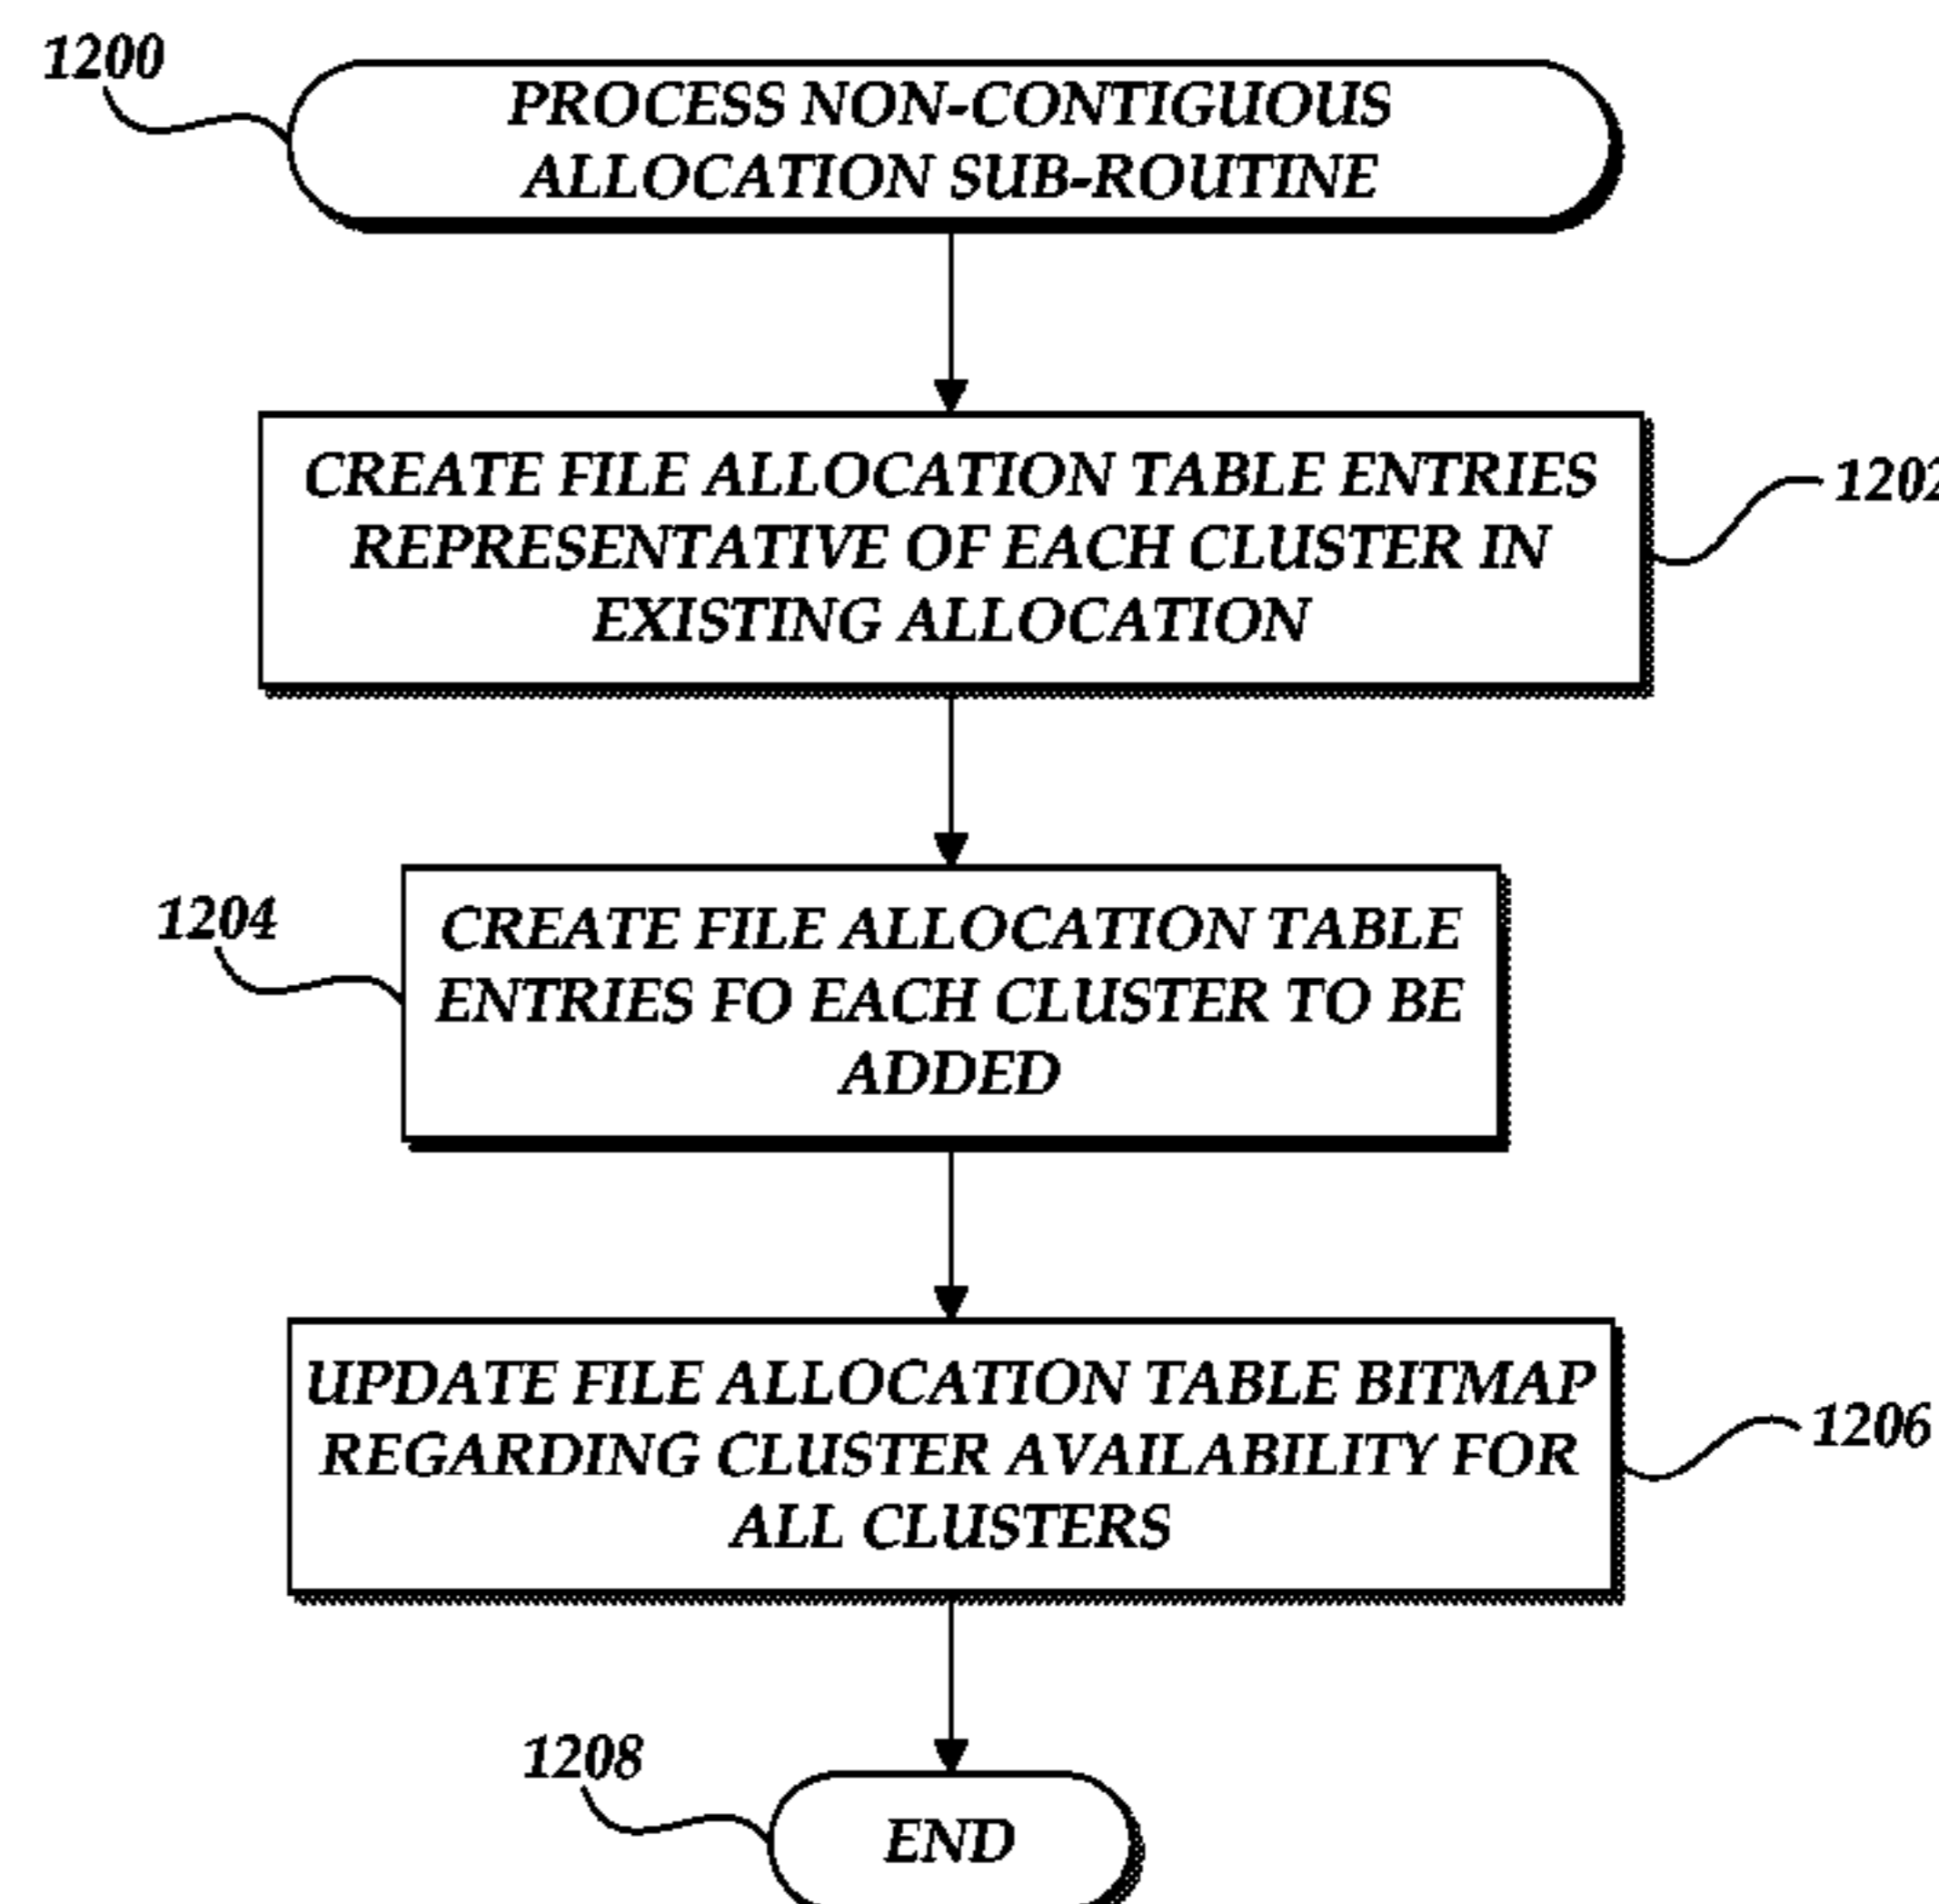 1200
PROCESS NON-CONTIGUOUS
ALLOCATION SUB-ROUTINE
CREATE FILE ALLOCATION TABLE ENTRIES
REPRESENTATIVE OF EACH CLUSTER IN
EXISTING ALLOCATION
1202
1204
CREATE FILE ALLOCATION TABLE
ENTRIES FO EACH CLUSTER TO BE
ADDED
UPDATE FILE ALLOCATION TABLE BITMAP
REGARDING CLUSTER AVAILABILITY FOR
ALL CLUSTERS
1206
1208
END